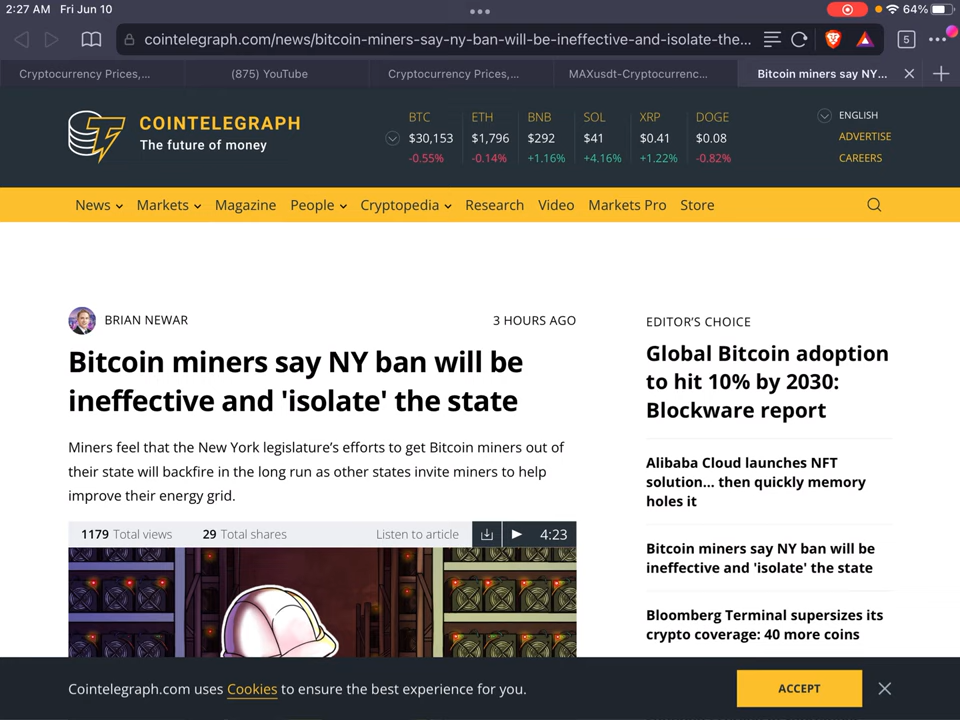 2:27 AM Fri Jun 10
64%
cointelegraph.com/news/bitcoin-miners-say-ny-ban-will-be-ineffective-and-isolate-the...
5
Cryptocurrency Prices,...
(875) YouTube
Cryptocurrency Prices,...
MAXusdt-Cryptocurrenc...
Bitcoin miners say NY...
COINTELEGRAPH
The future of money
BTC ETH BNB SOL XRP DOGE
$30,153 $1,796 $292 $41 $0.41 $0.08
-0.55% -0.14% +1.16% +4.16% +1.22% -0.82%
ENGLISH
ADVERTISE
CAREERS
News Markets Magazine People Cryptopedia Research Video Markets Pro Store
BRIAN NEWAR
3 HOURS AGO
Bitcoin miners say NY ban will be
ineffective and 'isolate' the state
Miners feel that the New York legislature's efforts to get Bitcoin miners out of
their state will backfire in the long run as other states invite miners to help
improve their energy grid.
1179 Total views 29 Total shares Listen to article 4:23
EDITOR'S CHOICE
Global Bitcoin adoption
to hit 10% by 2030:
Blockware report
Alibaba Cloud launches NFT
solution... then quickly memory
holes it
Bitcoin miners say NY ban will be
ineffective and 'isolate' the state
Bloomberg Terminal supersizes its
crypto coverage: 40 more coins
Cointelegraph.com uses Cookies to ensure the best experience for you.
ACCEPT